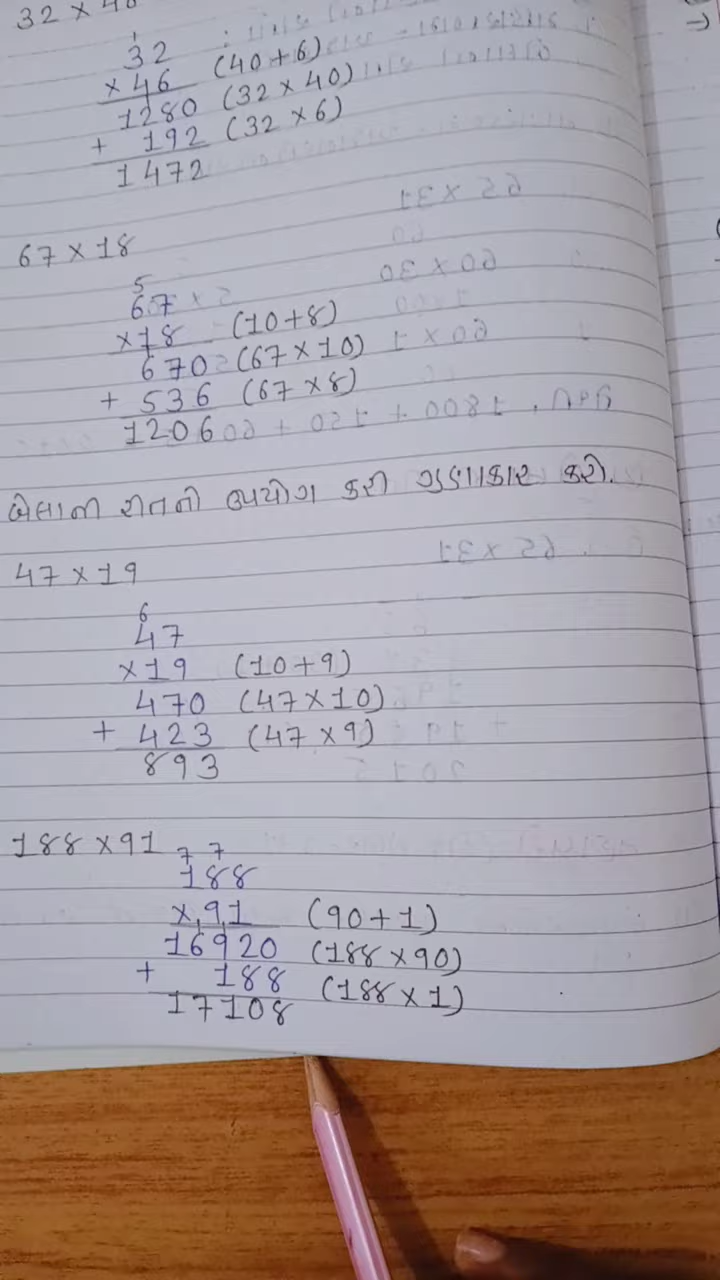 32 × 46
1
32
× 46 (40+6)
1280 (32 × 40)
+ 192 (32 × 6)
1472
67 × 18
5
67
× 18 (10+8)
670 (67 × 10)
+ 536 (67 × 8)
1206
ની રીતનો ઉપયોગ કરી ગુણાકાર કરો.
47 × 19
6
47
× 19 (10+9)
470 (47 × 10)
+ 423 (47 × 9)
893
188 × 91
7 7
188
× 91 (90+1)
16920 (188 × 90)
+ 188 (188 × 1)
17108